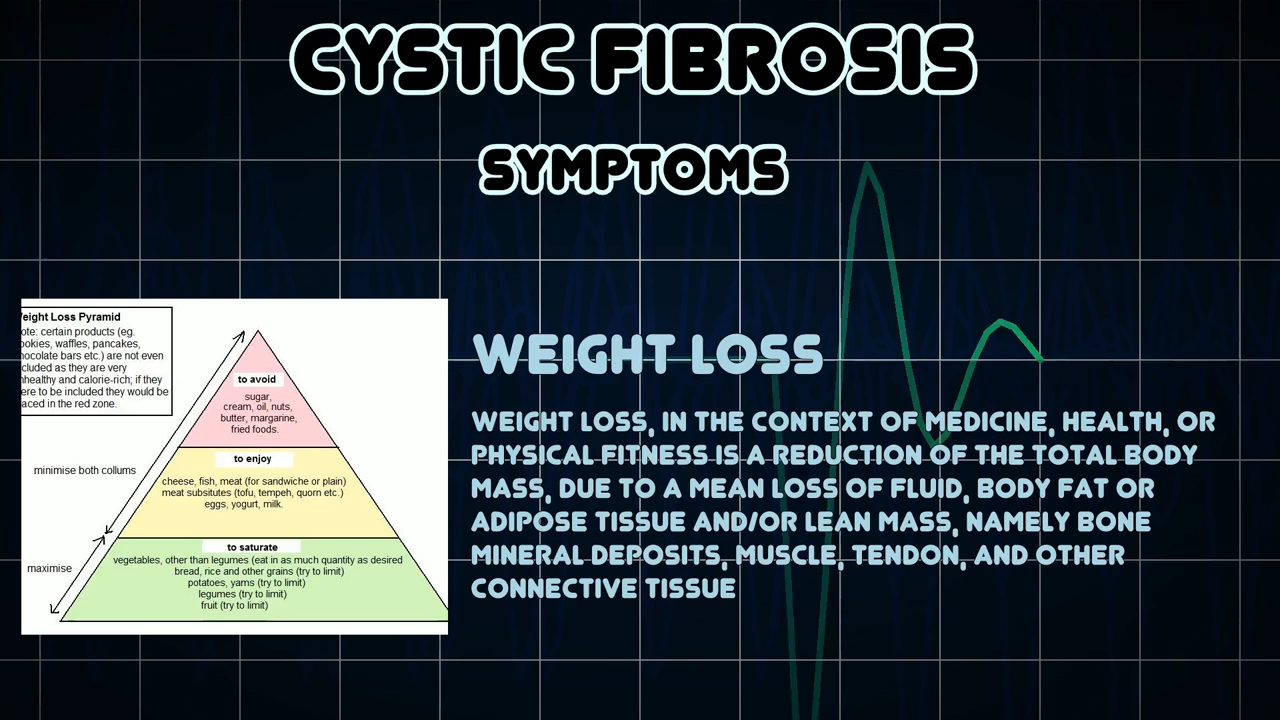 CYSTIC FIBROSIS
SYMPTOMS
eight Loss Pyramid
ote: certain products (eg.
ookies, waffles, pancakes,
hocolate bars etc.) are not even
cluded as they are very
nhealthy and calorie-rich; if they
ere to be included they would be
aced in the red zone.
to avoid
sugar,
cream, oil, nuts,
butter, margarine,
fried foods.
minimise both collums
to enjoy
cheese, fish, meat (for sandwiche or plain)
meat subsitutes (tofu, tempeh, quorn etc.)
eggs, yogurt, milk.
maximise
to saturate
vegetables, other than legumes (eat in as much quantity as desired
bread, rice and other grains (try to limit)
potatoes, yams (try to limit)
legumes (try to limit)
fruit (try to limit)
WEIGHT LOSS
WEIGHT LOSS, IN THE CONTEXT OF MEDICINE, HEALTH, OR
PHYSICAL FITNESS IS A REDUCTION OF THE TOTAL BODY
MASS, DUE TO A MEAN LOSS OF FLUID, BODY FAT OR
ADIPOSE TISSUE AND/OR LEAN MASS, NAMELY BONE
MINERAL DEPOSITS, MUSCLE, TENDON, AND OTHER
CONNECTIVE TISSUE